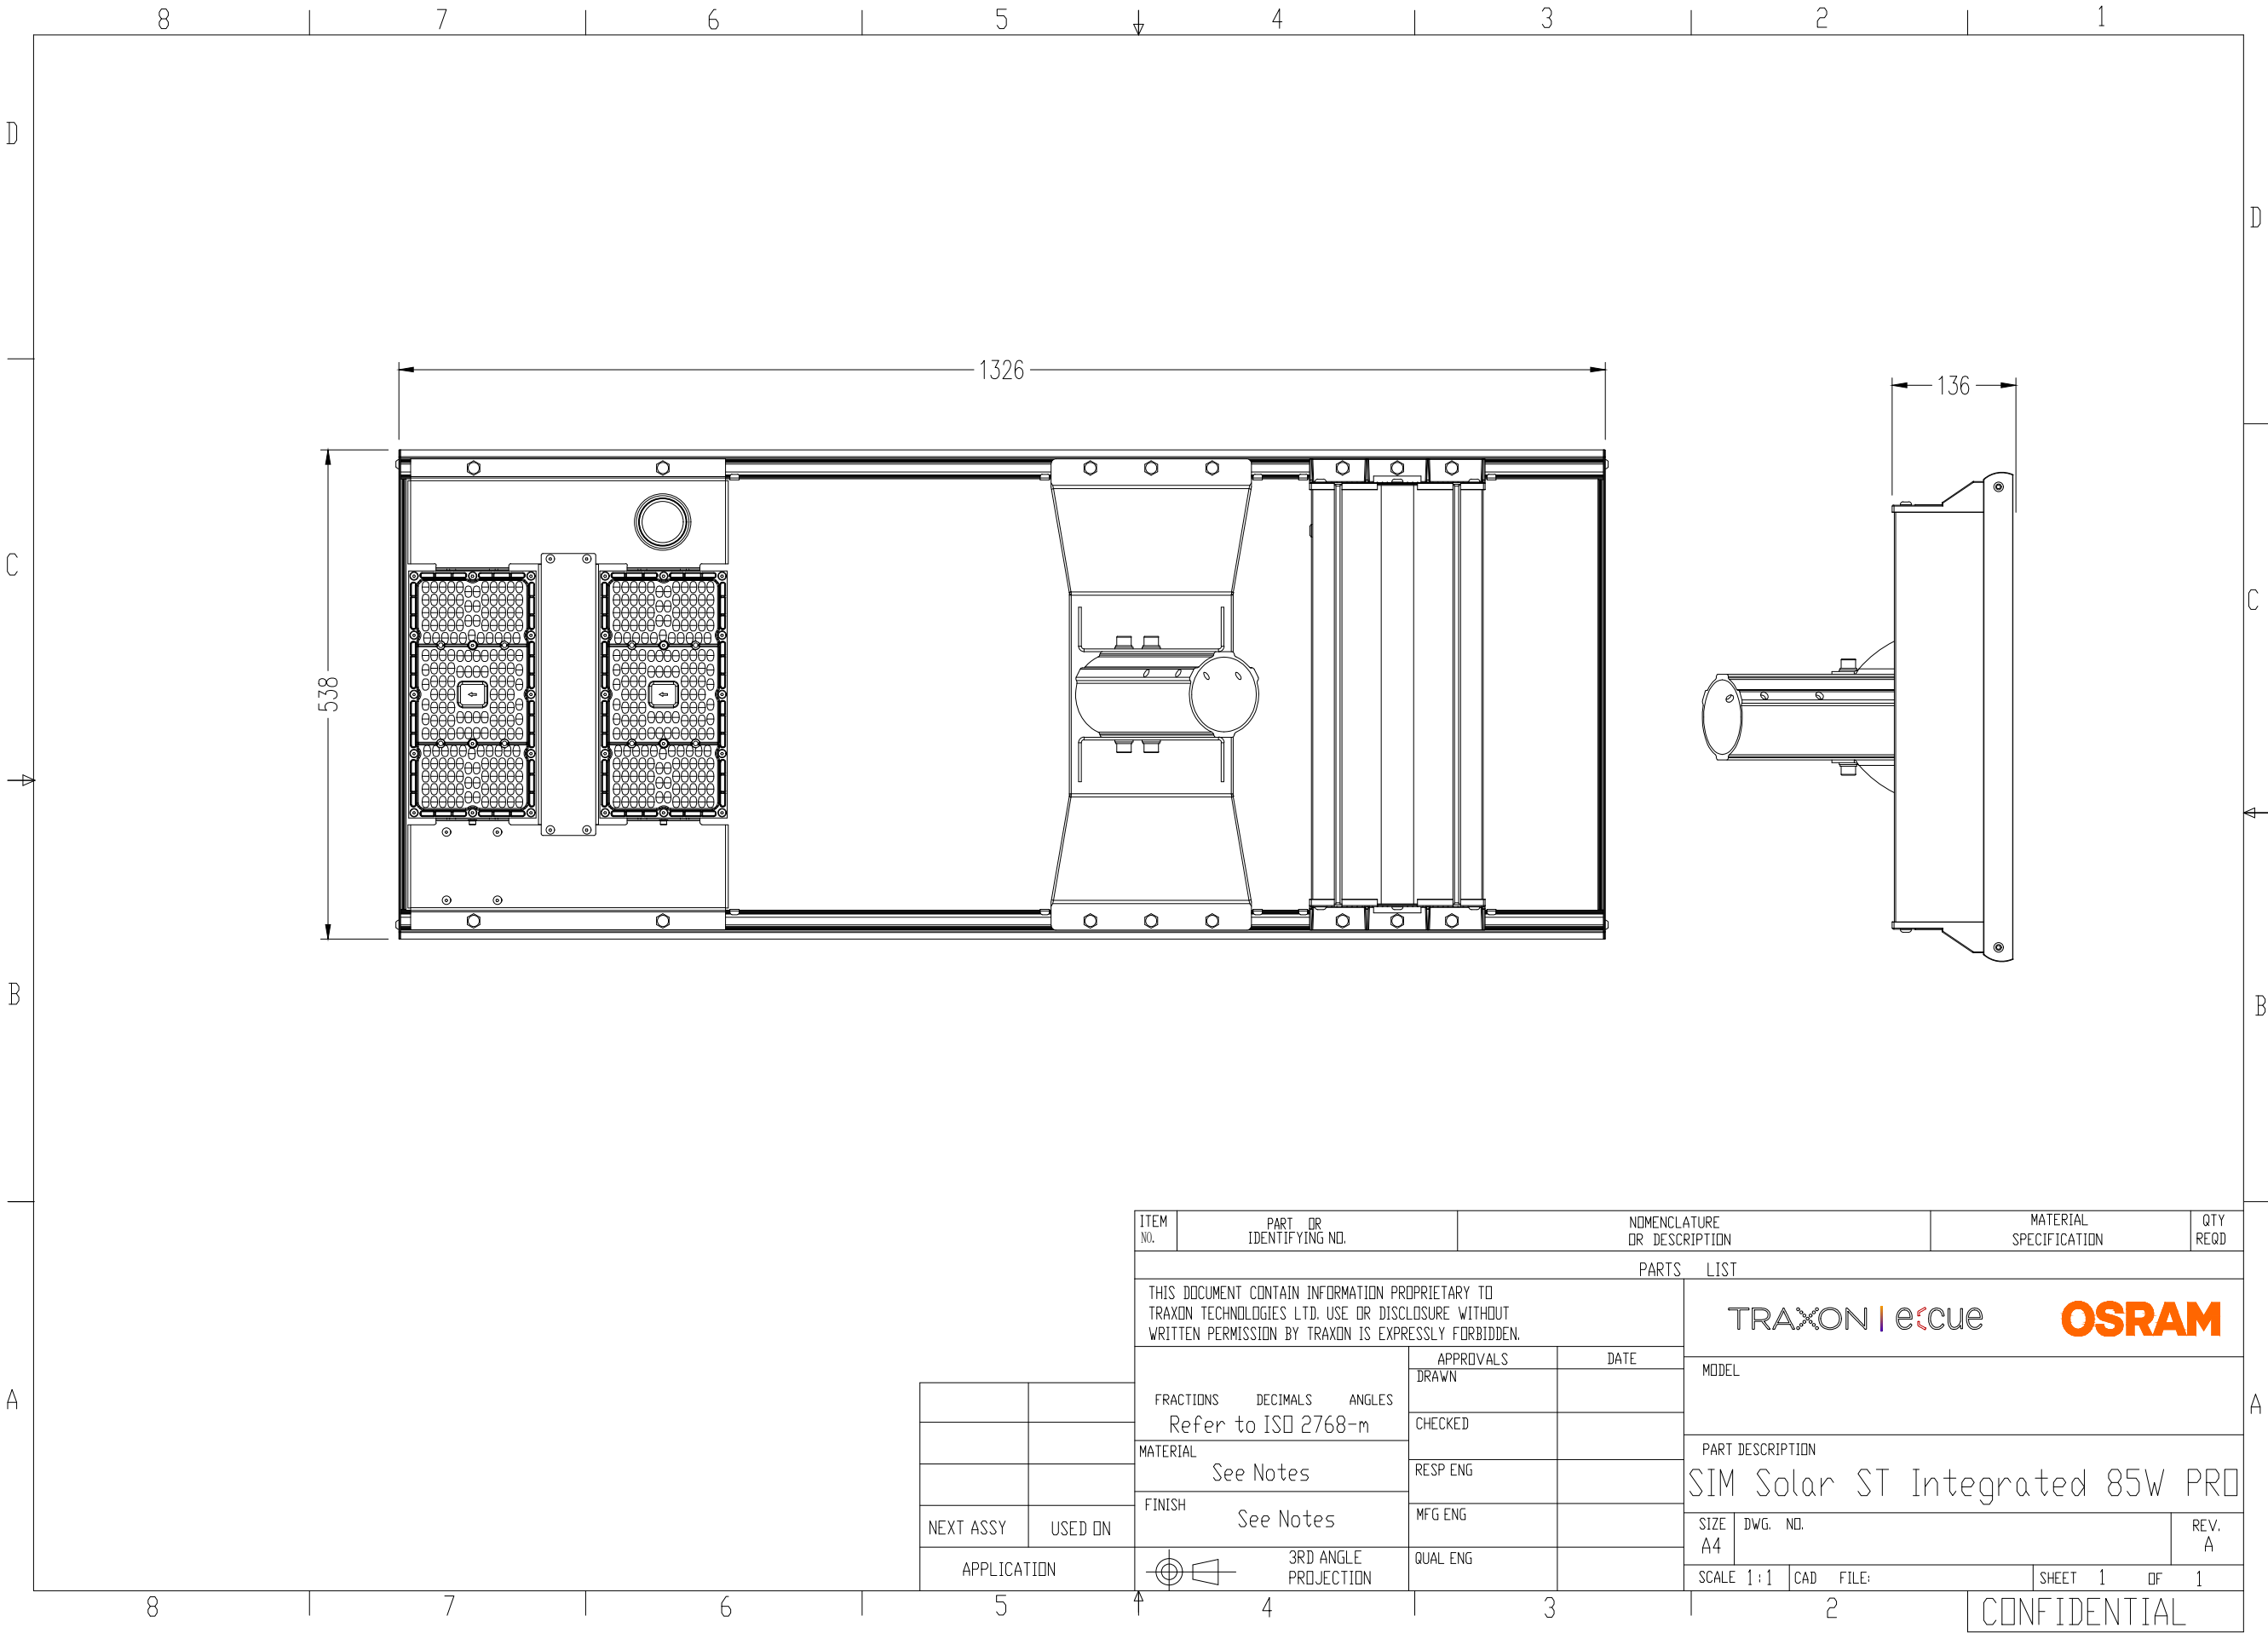 8 7 6 5 4 3 2 1
D
D
1326
136
538
C
C
B
B
A
A
ITEM NO.
PART OR IDENTIFYING NO.
NOMENCLATURE OR DESCRIPTION
MATERIAL SPECIFICATION
QTY REQD
PARTS LIST
THIS DOCUMENT CONTAIN INFORMATION PROPRIETARY TO
TRAXON TECHNOLOGIES LTD. USE OR DISCLOSURE WITHOUT
WRITTEN PERMISSION BY TRAXON IS EXPRESSLY FORBIDDEN.
TRAXON | e:cue
OSRAM
APPROVALS
DATE
DRAWN
MODEL
FRACTIONS DECIMALS ANGLES
Refer to ISO 2768-m
CHECKED
MATERIAL
See Notes
RESP ENG
PART DESCRIPTION
SIM Solar ST Integrated 85W PRO
FINISH
See Notes
MFG ENG
NEXT ASSY
USED ON
SIZE
A4
DWG. NO.
REV.
A
APPLICATION
3RD ANGLE
PROJECTION
QUAL ENG
SCALE 1:1
CAD FILE:
SHEET 1 OF 1
8 7 6 5 4 3 2
CONFIDENTIAL